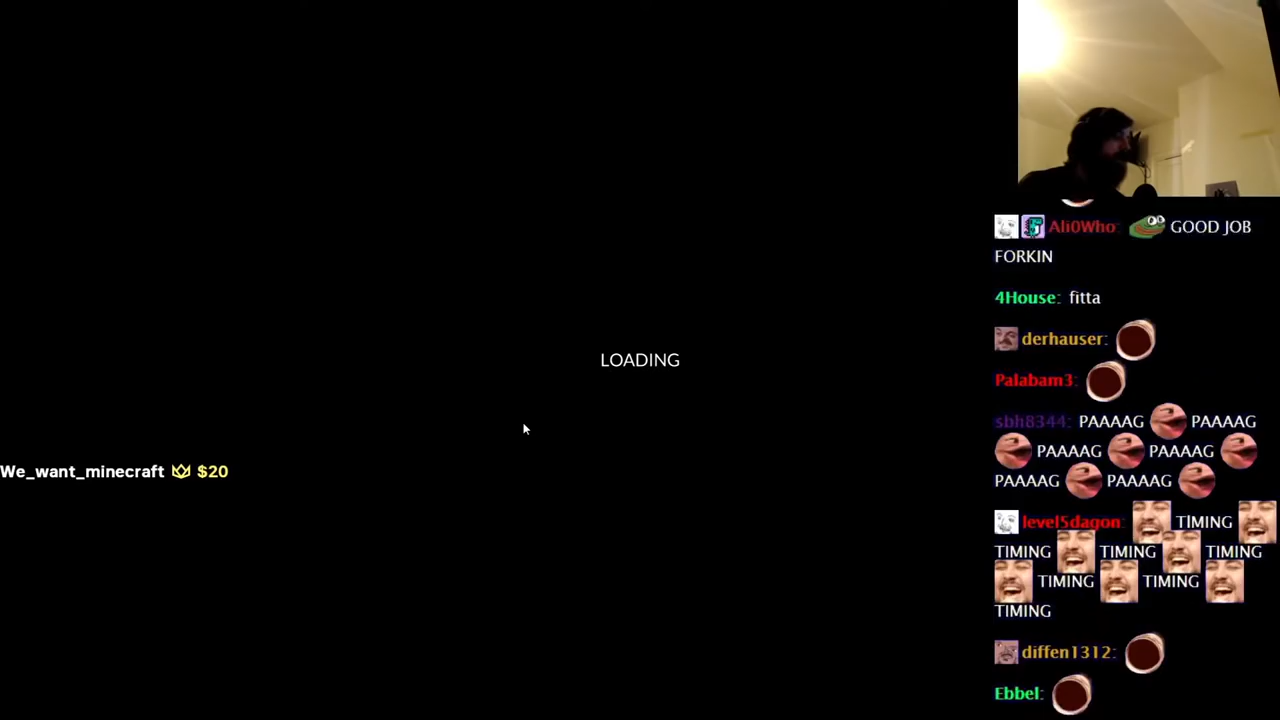 Ali0Who: GOOD JOB
FORKIN
4House: fitta
derhauser:
LOADING
Palabam3:
sbh8344: PAAAAG PAAAAG
PAAAAG PAAAAG
PAAAAG PAAAAG
We_want_minecraft $20
level5dagon: TIMING
TIMING TIMING TIMING
TIMING TIMING
TIMING
diffen1312:
Ebbel: